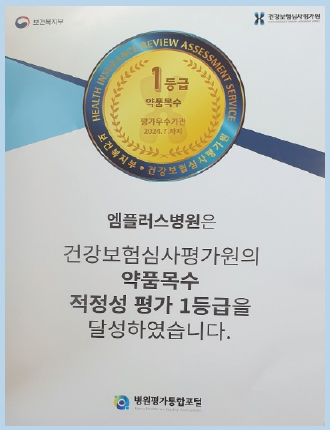 보건복지부
건강보험심사평가원
HEALTH INSURANCE REVIEW ASSESSMENT SERVICE
1등급
약품목수
평가우수기관
보건복지부 • 건강보험심사평가원
엠플러스병원은
건강보험심사평가원의
약품목수
적정성 평가 1등급을
달성하였습니다.
병원평가통합포털